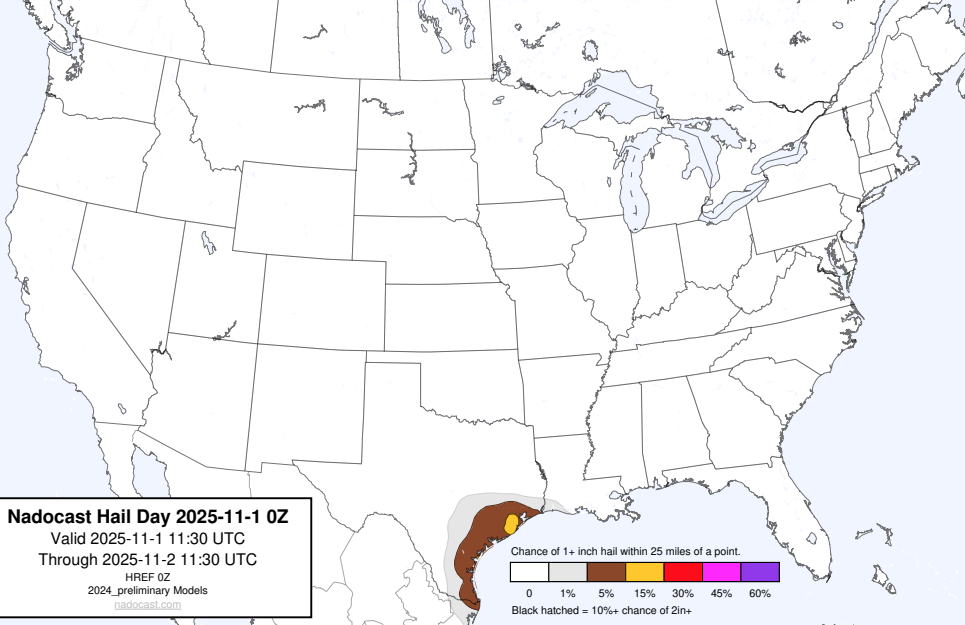 Nadocast Hail Day 2025-11-1 0Z
Valid 2025-11-1 11:30 UTC
Through 2025-11-2 11:30 UTC
HREF 0Z
2024_preliminary Models
nadocast.com
Chance of 1+ inch hail within 25 miles of a point.
0 1% 5% 15% 30% 45% 60%
Black hatched = 10%+ chance of 2in+